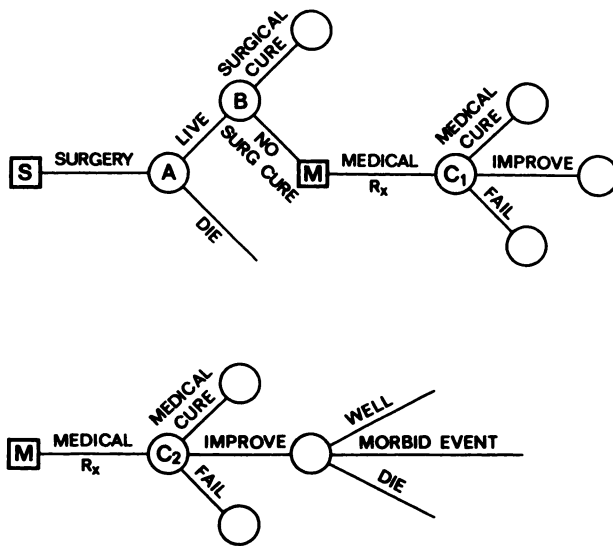 SURGICAL
CURE
B
LIVE
NO
SURG CURE
S
SURGERY
A
DIE
M
MEDICAL
Rx
C1
MEDICAL
CURE
IMPROVE
FAIL
M
MEDICAL
Rx
C2
MEDICAL
CURE
IMPROVE
FAIL
WELL
MORBID EVENT
DIE